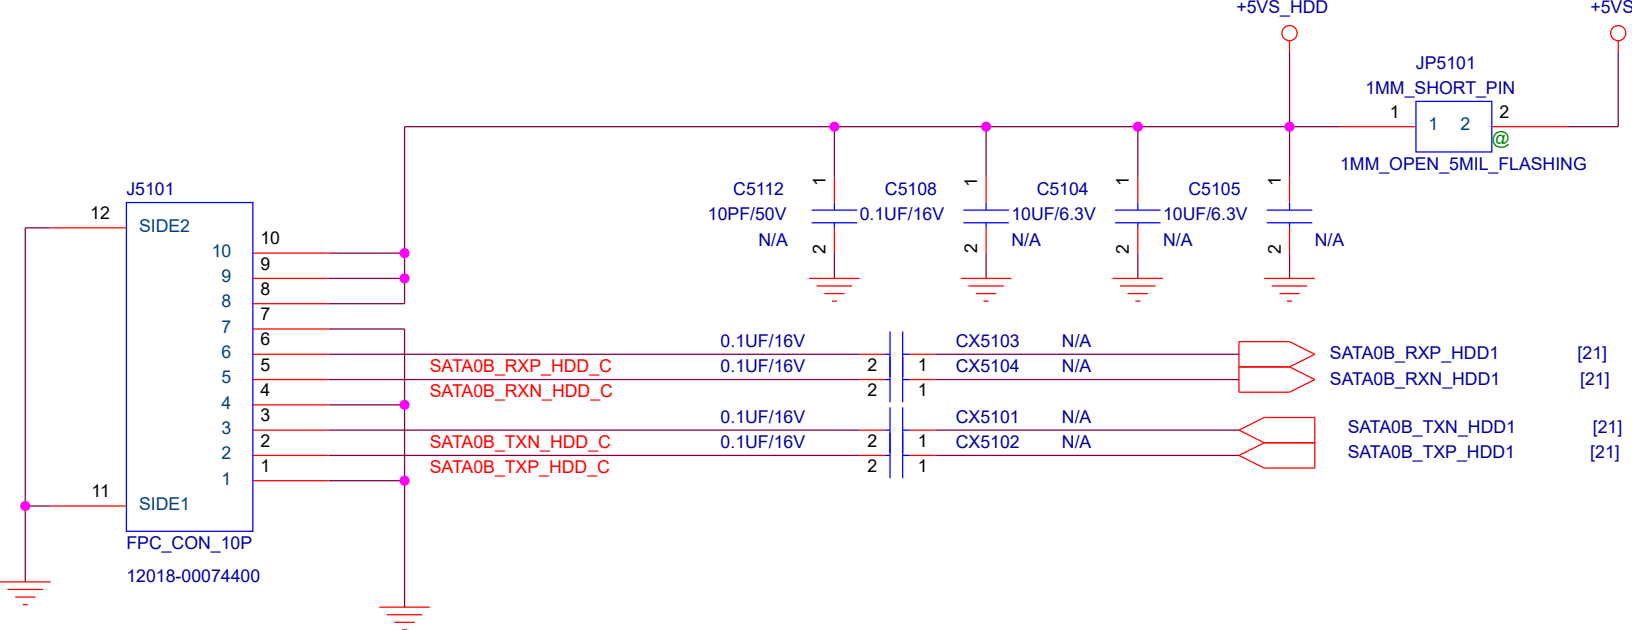 +5VS_HDD
+5VS
JP5101
1MM_SHORT_PIN
1 1 2 2
@
1MM_OPEN_5MIL_FLASHING
C5112 1 C5108 1 C5104 1 C5105 1
10PF/50V 0.1UF/16V 10UF/6.3V 10UF/6.3V
N/A 2 2 N/A 2 N/A 2 N/A
J5101
12 SIDE2
10 10
9 9
8 8
7 7
6 6
5 5
4 4
3 3
2 2
1 1
11 SIDE1
FPC_CON_10P
12018-00074400
0.1UF/16V CX5103 N/A SATA0B_RXP_HDD1 [21]
SATA0B_RXP_HDD_C 0.1UF/16V 2 1 CX5104 N/A
SATA0B_RXN_HDD1 [21]
SATA0B_RXN_HDD_C 2 1
0.1UF/16V CX5101 N/A SATA0B_TXN_HDD1 [21]
SATA0B_TXN_HDD_C 0.1UF/16V 2 1 CX5102 N/A
SATA0B_TXP_HDD1 [21]
SATA0B_TXP_HDD_C 2 1